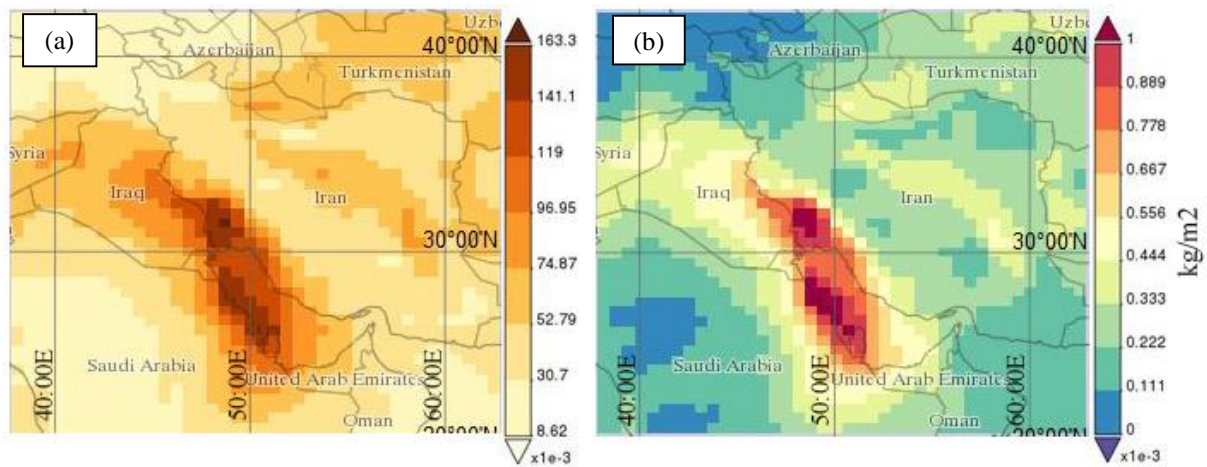 (a)
Azerbaijan
Uzbe
40°00'N
Turkmenistan
Syria
Iraq
Iran
30°00'N
Saudi Arabia
United Arab Emirates
Oman
40:00E
50:00E
60:00E
20°00'N
163.3
141.1
119
96.95
74.87
52.79
30.7
8.62
x1e-3
(b)
Azerbaijan
Uzbe
40°00'N
Turkmenistan
Syria
Iraq
Iran
30°00'N
Saudi Arabia
United Arab Emirates
Oman
40:00E
50:00E
60:00E
20°00'N
1
0.889
0.778
0.667
0.556
0.444
0.333
0.222
0.111
0
x1e-3
kg/m2